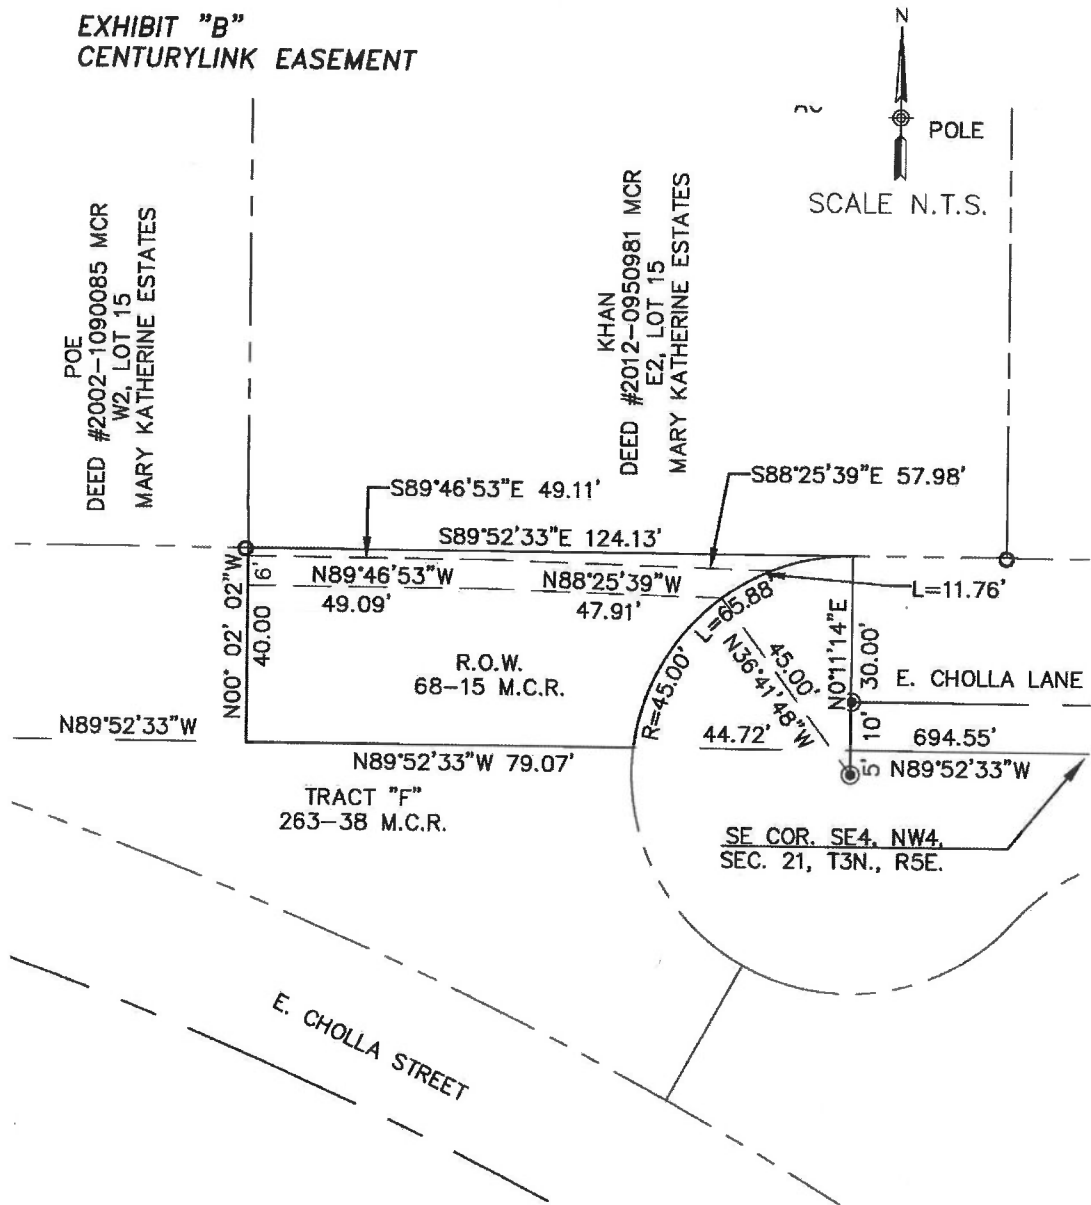 EXHIBIT "B"
CENTURYLINK EASEMENT
N
POLE
SCALE N.T.S.
POE
DEED #2002-1090085 MCR
W2, LOT 15
MARY KATHERINE ESTATES
KHAN
DEED #2012-0950981 MCR
E2, LOT 15
MARY KATHERINE ESTATES
S89°46'53"E 49.11'
S88°25'39"E 57.98'
S89°52'33"E 124.13'
6'
N89°46'53"W
49.09'
N88°25'39"W
47.91'
L=11.76'
N00° 02' 02"W
40.00
L=65.88'
R=45.00'
45.00'
N36°41'48"W
N0°11'14"E
30.00'
R.O.W.
68-15 M.C.R.
E. CHOLLA LANE
N89°52'33"W
44.72'
10'
694.55'
N89°52'33"W 79.07'
5'
N89°52'33"W
TRACT "F"
263-38 M.C.R.
SE COR. SE4, NW4,
SEC. 21, T3N., R5E.
E. CHOLLA STREET